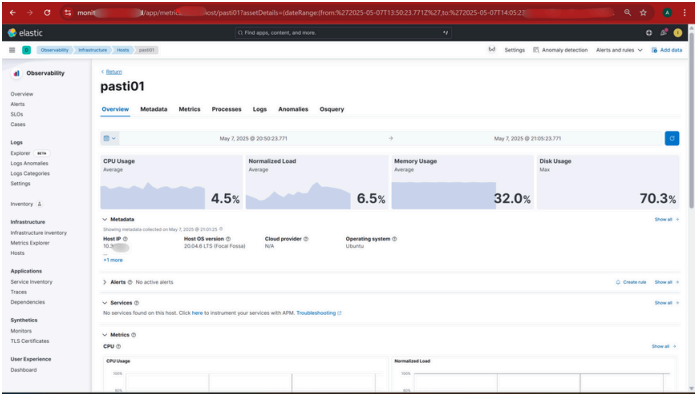 monit /app/metric ost/pasti01?assetDetails=(dateRange:(from:%272025-05-07T13:50:23.771Z%27,to:%272025-05-07T14:05:23
elastic
Find apps, content, and more.
D Observability Infrastructure Hosts pasti01 Settings Anomaly detection Alerts and rules Add data
Observability
Overview
Alerts
SLOs
Cases
Logs
Explorer BETA
Logs Anomalies
Logs Categories
Settings
Inventory
Infrastructure
Infrastructure Inventory
Metrics Explorer
Hosts
Applications
Service Inventory
Traces
Dependencies
Synthetics
Monitors
TLS Certificates
User Experience
Dashboard
Return
pasti01
Overview Metadata Metrics Processes Logs Anomalies Osquery
May 7, 2025 @ 20:50:23.771 → May 7, 2025 @ 21:05:23.771
CPU Usage
Average
4.5%
Normalized Load
Average
6.5%
Memory Usage
Average
32.0%
Disk Usage
Max
70.3%
Metadata Show all
Showing metadata collected on May 7, 2025 @ 21:01:25
Host IP Host OS version Cloud provider Operating system
10. 20.04.6 LTS (Focal Fossa) N/A Ubuntu
...
+1 more
Alerts No active alerts Create rule Show all
Services Show all
No services found on this host. Click here to instrument your services with APM. Troubleshooting
Metrics
CPU Show all
CPU Usage
100%
90%
Normalized Load
100%
90%